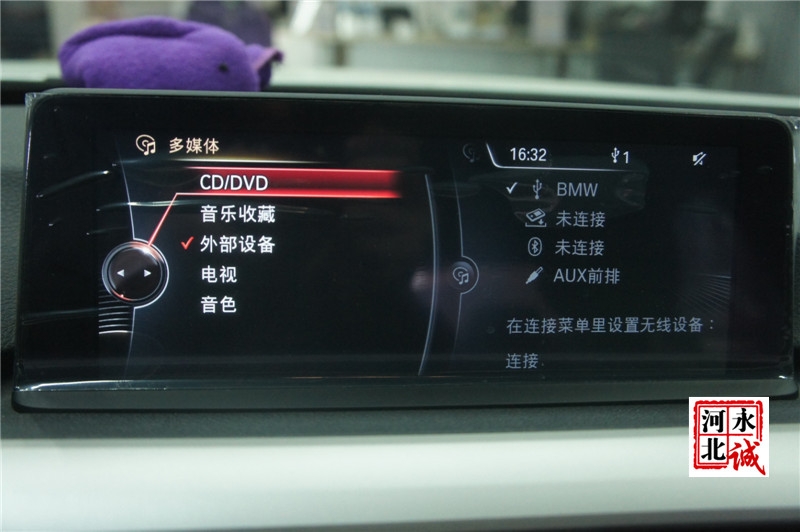 多媒体
CD/DVD
音乐收藏
外部设备
电视
音色
16:32
1
BMW
未连接
未连接
AUX前排
在连接菜单里设置无线设备：
连接
河北
永诚